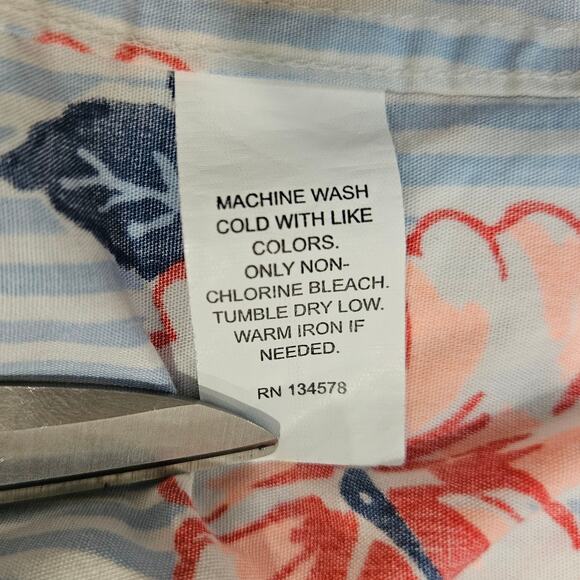 MACHINE WASH
COLD WITH LIKE
COLORS.
ONLY NON-
CHLORINE BLEACH.
TUMBLE DRY LOW.
WARM IRON IF
NEEDED.
RN 134578